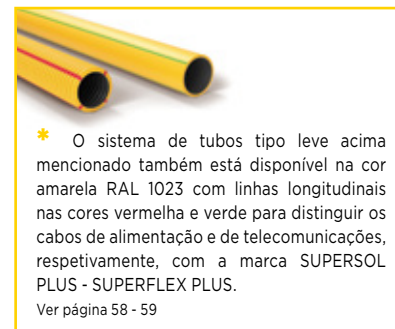 * O sistema de tubos tipo leve acima
mencionado também está disponível na cor
amarela RAL 1023 com linhas longitudinais
nas cores vermelha e verde para distinguir os
cabos de alimentação e de telecomunicações,
respetivamente, com a marca SUPERSOL
PLUS - SUPERFLEX PLUS.
Ver página 58 - 59